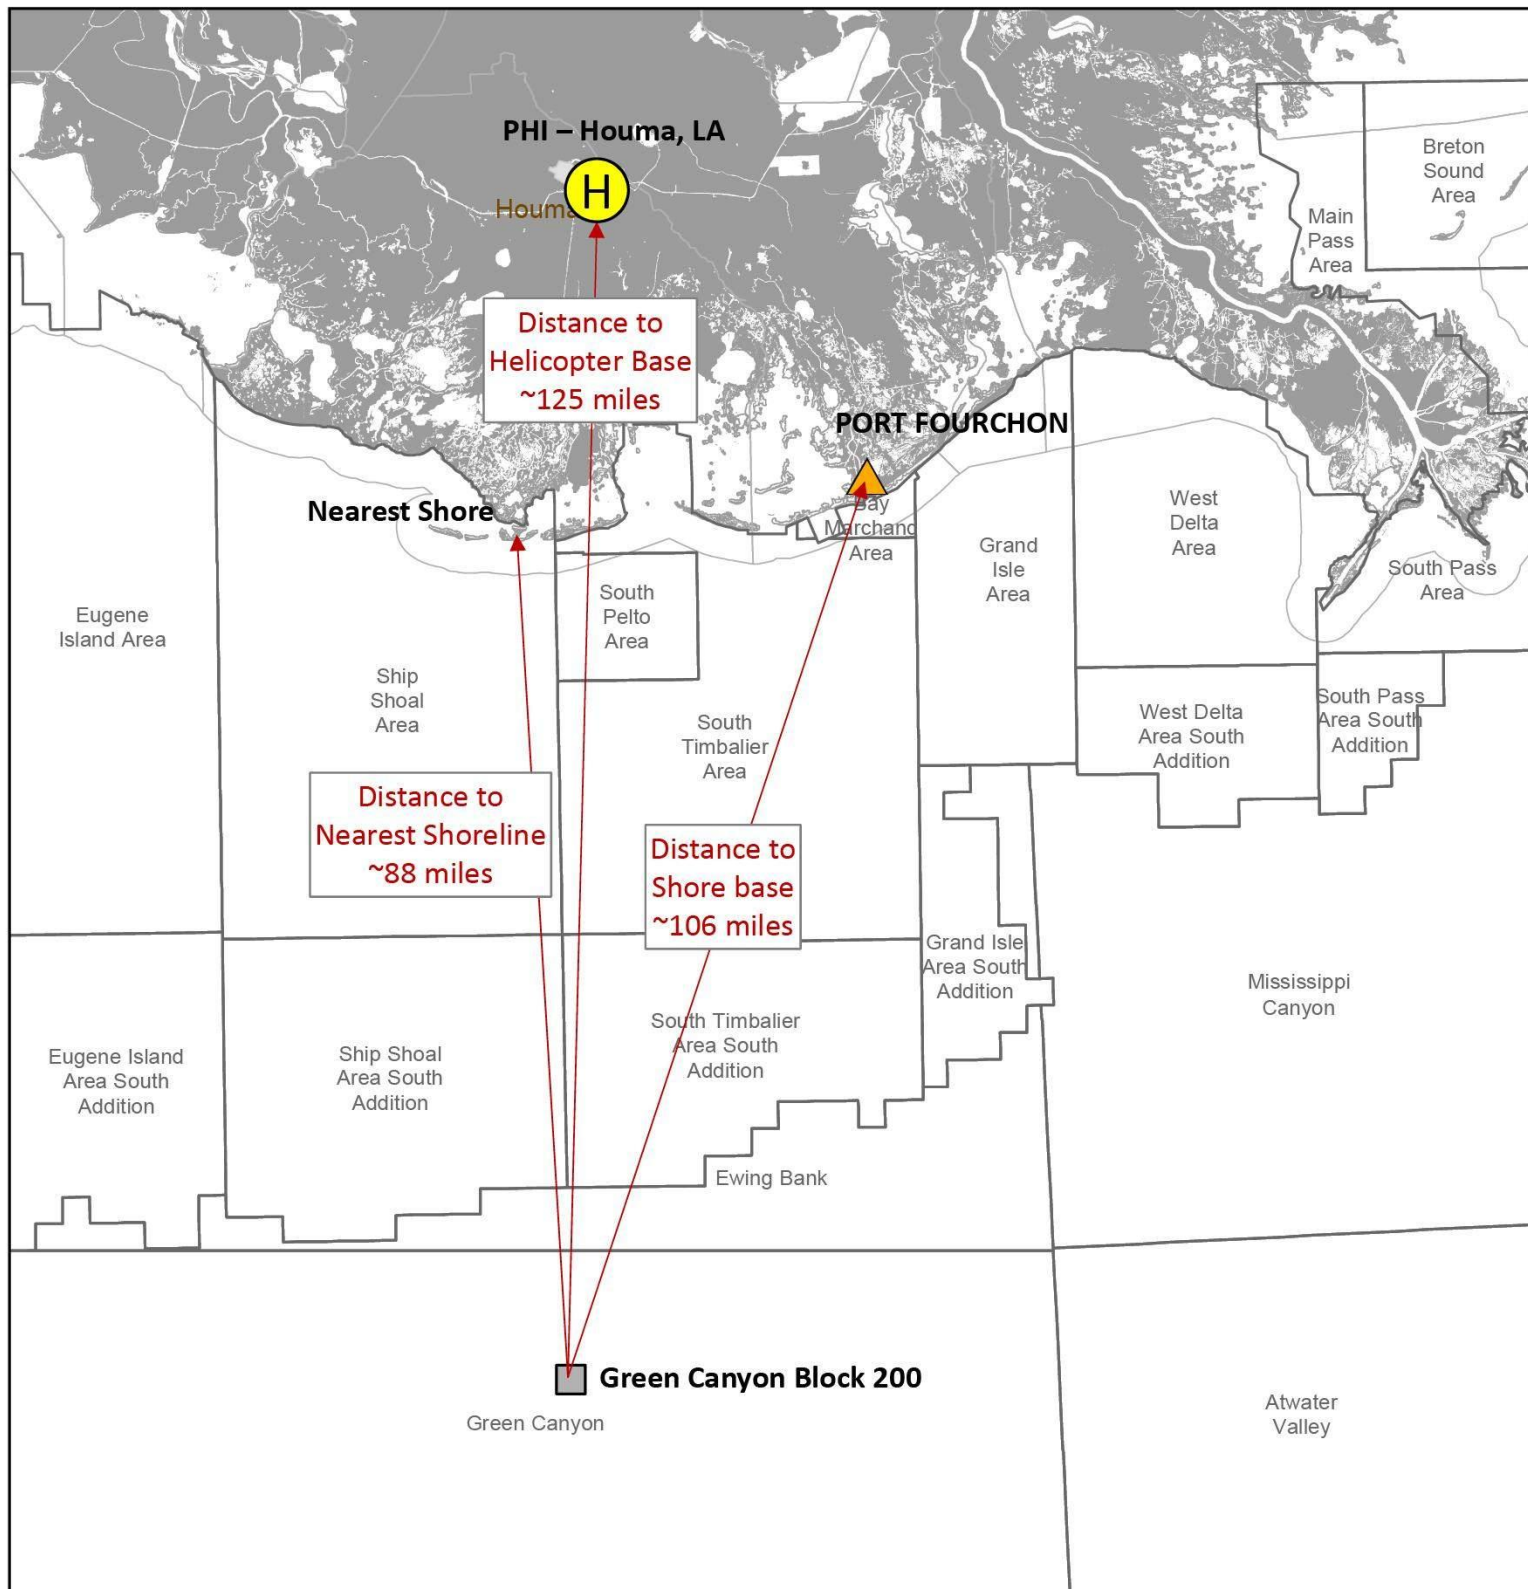 PHI – Houma, LA
H
Houma
Breton
Sound
Area
Main
Pass
Area
Distance to
Helicopter Base
~125 miles
PORT FOURCHON
Nearest Shore
Bay
Marchand
Area
West
Delta
Area
Grand
Isle
Area
South Pass
Area
Eugene
Island Area
South
Pelto
Area
Ship
Shoal
Area
South
Timbalier
Area
West Delta
Area South
Addition
South Pass
Area South
Addition
Distance to
Nearest Shoreline
~88 miles
Distance to
Shore base
~106 miles
Grand Isle
Area South
Addition
Mississippi
Canyon
Eugene Island
Area South
Addition
Ship Shoal
Area South
Addition
South Timbalier
Area South
Addition
Ewing Bank
Green Canyon Block 200
Green Canyon
Atwater
Valley